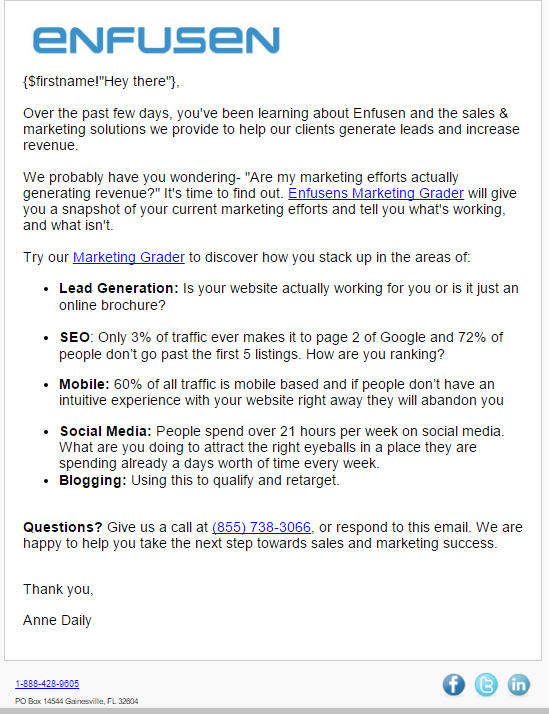 ENFUSEN
{$firstname!"Hey there"},
Over the past few days, you've been learning about Enfusen and the sales &
marketing solutions we provide to help our clients generate leads and increase
revenue.
We probably have you wondering- "Are my marketing efforts actually
generating revenue?" It's time to find out. Enfusens Marketing Grader will give
you a snapshot of your current marketing efforts and tell you what's working,
and what isn't.
Try our Marketing Grader to discover how you stack up in the areas of:
• Lead Generation: Is your website actually working for you or is it just an
online brochure?
• SEO: Only 3% of traffic ever makes it to page 2 of Google and 72% of
people don’t go past the first 5 listings. How are you ranking?
• Mobile: 60% of all traffic is mobile based and if people don’t have an
intuitive experience with your website right away they will abandon you
• Social Media: People spend over 21 hours per week on social media.
What are you doing to attract the right eyeballs in a place they are
spending already a days worth of time every week.
• Blogging: Using this to qualify and retarget.
Questions? Give us a call at (855) 738-3066, or respond to this email. We are
happy to help you take the next step towards sales and marketing success.
Thank you,
Anne Daily
1-888-428-9605
PO Box 14544 Gainesville, FL 32604
f t in